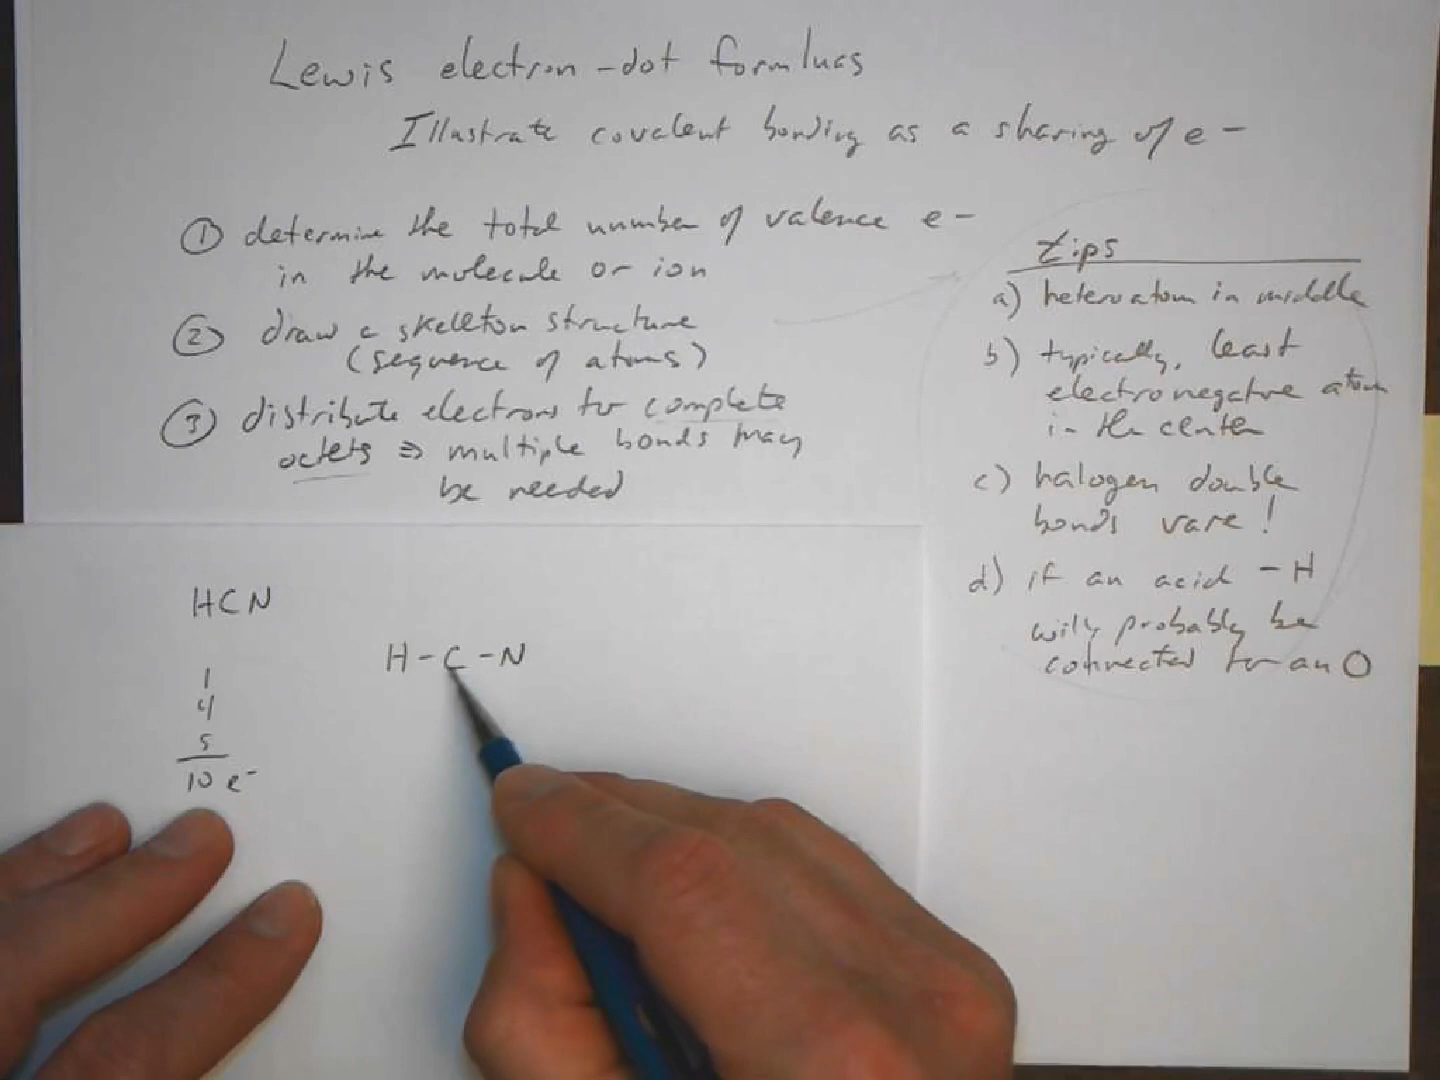 Lewis electron-dot formluas
Illustrate covalent bonding as a sharing of e-
① determine the total number of valence e-
in the molecule or ion
② draw a skeleton structure
(sequence of atoms)
③ distribute electrons to complete
octets ⇒ multiple bonds may
be needed
tips
a) heteroatom in middle
b) typically, least
electronegative atom
in the center
c) halogen double
bonds rare!
d) if an acid - H
will probably be
connected to an O
HCN
1
4
5
10 e-
H-C-N